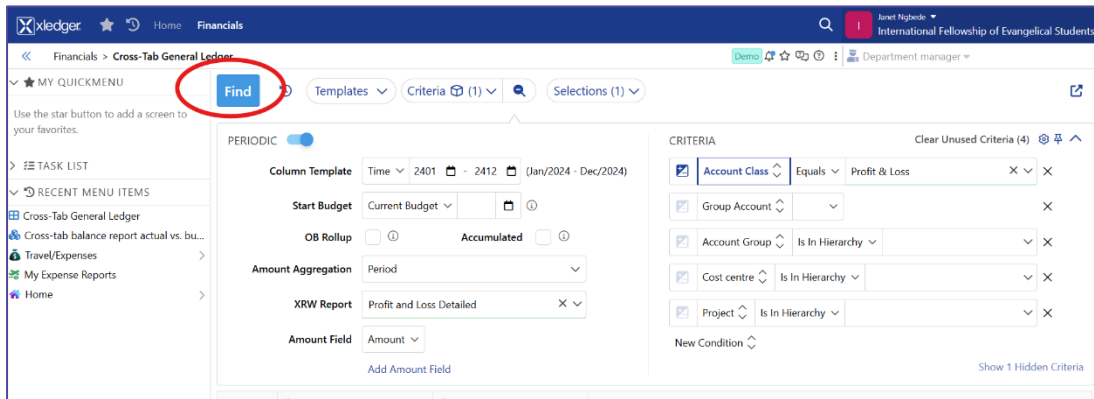 xledger Home Financials
I Janet Ngbede
International Fellowship of Evangelical Students
Financials > Cross-Tab General Ledger
Demo Department manager
MY QUICKMENU
Use the star button to add a screen to
your favorites.
TASK LIST
RECENT MENU ITEMS
Cross-Tab General Ledger
Cross-tab balance report actual vs. bu...
Travel/Expenses
My Expense Reports
Home
Find Templates Criteria (1) Selections (1)
PERIODIC
Column Template Time 2401 - 2412 (Jan/2024 - Dec/2024)
Start Budget Current Budget
OB Rollup Accumulated
Amount Aggregation Period
XRW Report Profit and Loss Detailed
Amount Field Amount
Add Amount Field
CRITERIA Clear Unused Criteria (4)
Account Class Equals Profit & Loss
Group Account
Account Group Is In Hierarchy
Cost centre Is In Hierarchy
Project Is In Hierarchy
New Condition
Show 1 Hidden Criteria